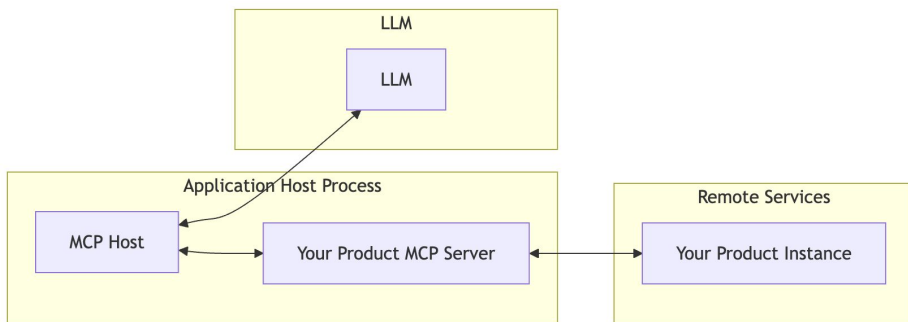 LLM
LLM
Application Host Process
MCP Host
Your Product MCP Server
Remote Services
Your Product Instance